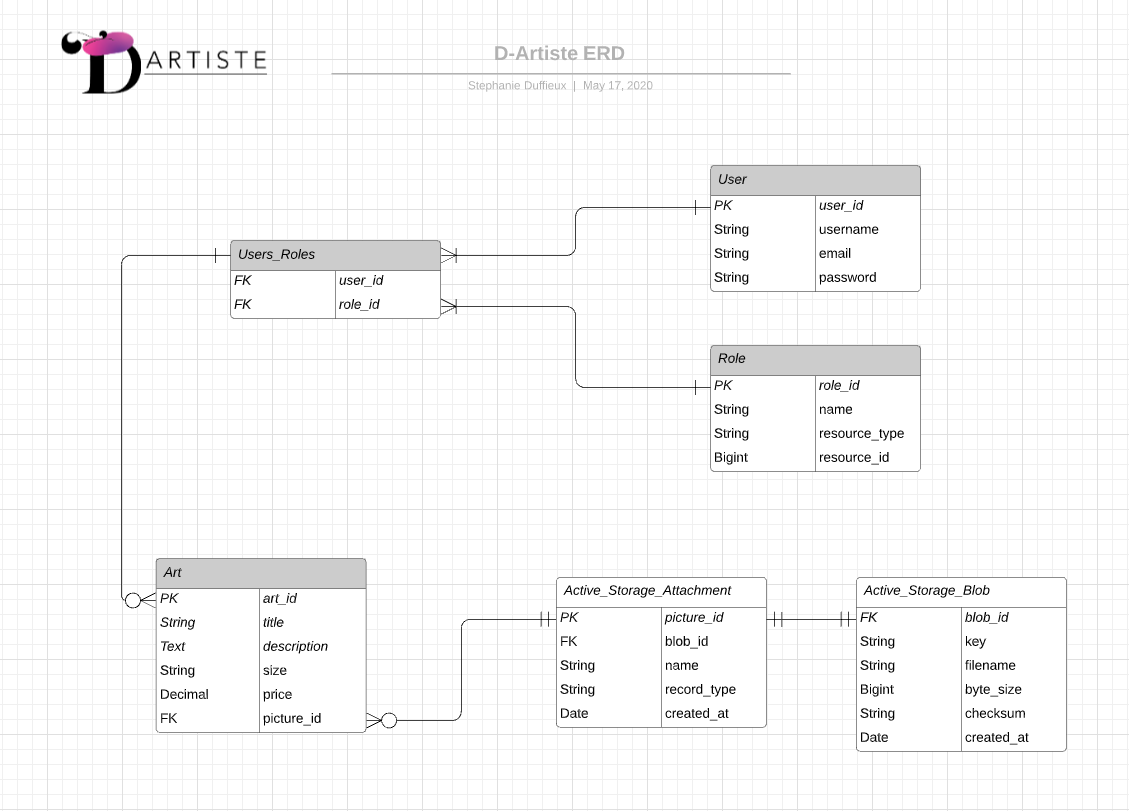 D ARTISTE
D-Artiste ERD
Stephanie Duffieux | May 17, 2020
User
PK user_id
String username
String email
String password
Users_Roles
FK user_id
FK role_id
Role
PK role_id
String name
String resource_type
Bigint resource_id
Art
PK art_id
String title
Text description
String size
Decimal price
FK picture_id
Active_Storage_Attachment
PK picture_id
FK blob_id
String name
String record_type
Date created_at
Active_Storage_Blob
FK blob_id
String key
String filename
Bigint byte_size
String checksum
Date created_at